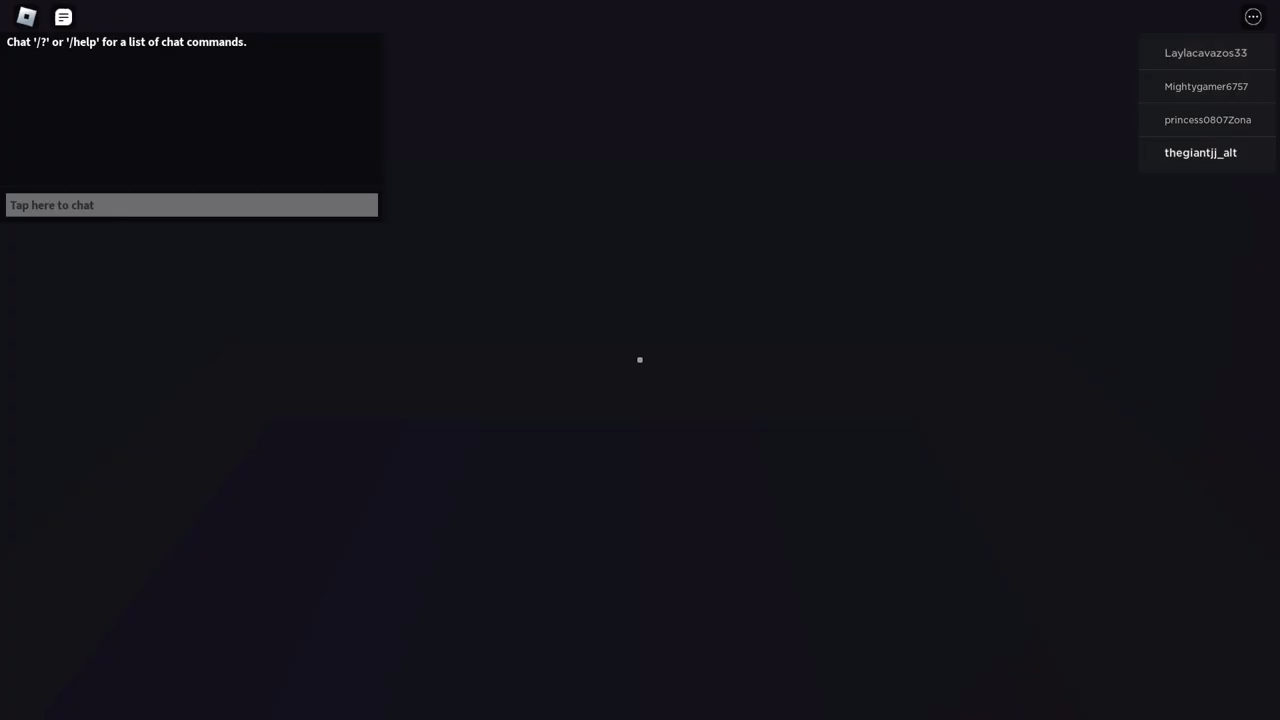 Chat '/?' or '/help' for a list of chat commands.
Tap here to chat
Laylacavazos33
Mightygamer6757
princess0807Zona
thegiantjj_alt